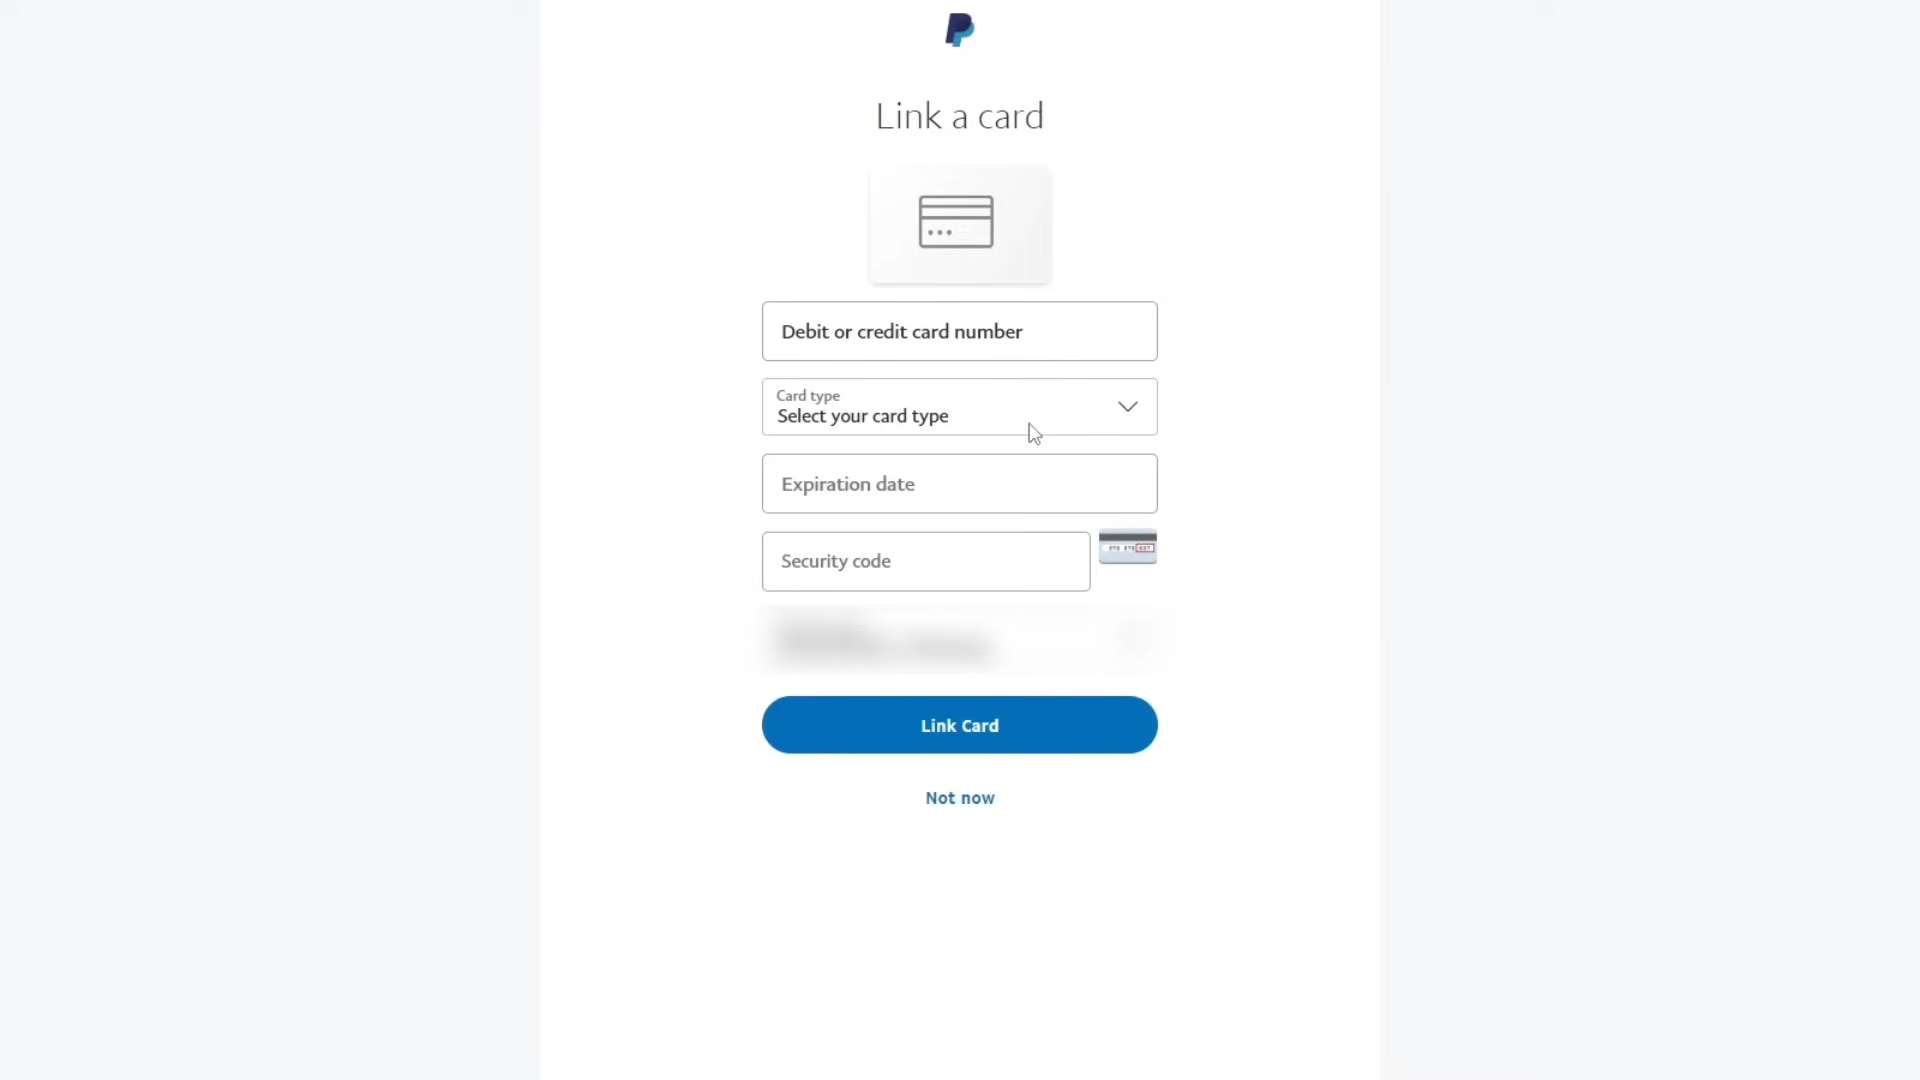 Link a card
Debit or credit card number
Card type
Select your card type
Expiration date
Security code
Link Card
Not now